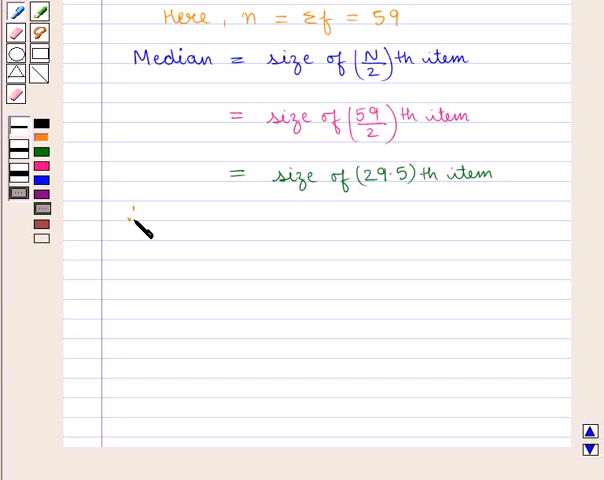 Here, n = Σf = 59
Median = size of (N/2)th item
= size of (59/2)th item
= size of (29.5)th item